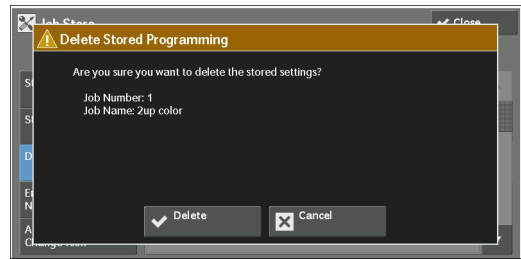 Job Store
Close
Delete Stored Programming
Are you sure you want to delete the stored settings?
Job Number: 1
Job Name: 2up color
Delete
Cancel